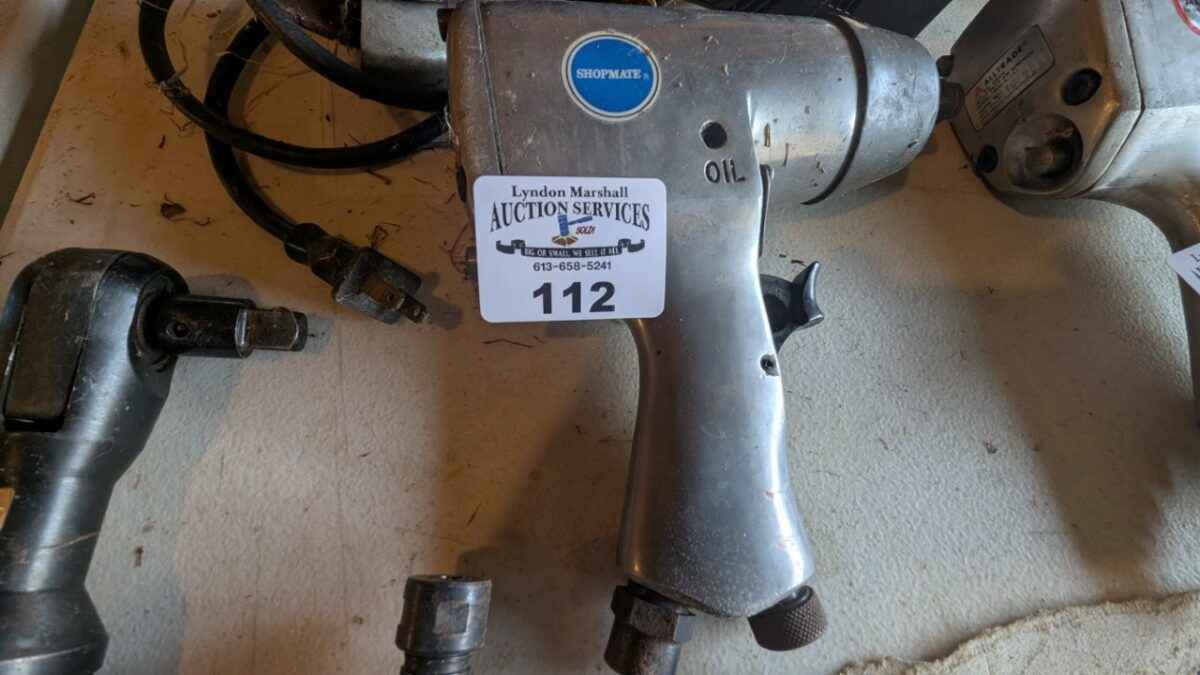 SHOPMATE
OIL
Lyndon Marshall
AUCTION SERVICES
SOLD!
BIG OR SMALL, WE SELL IT ALL
613-658-5241
112